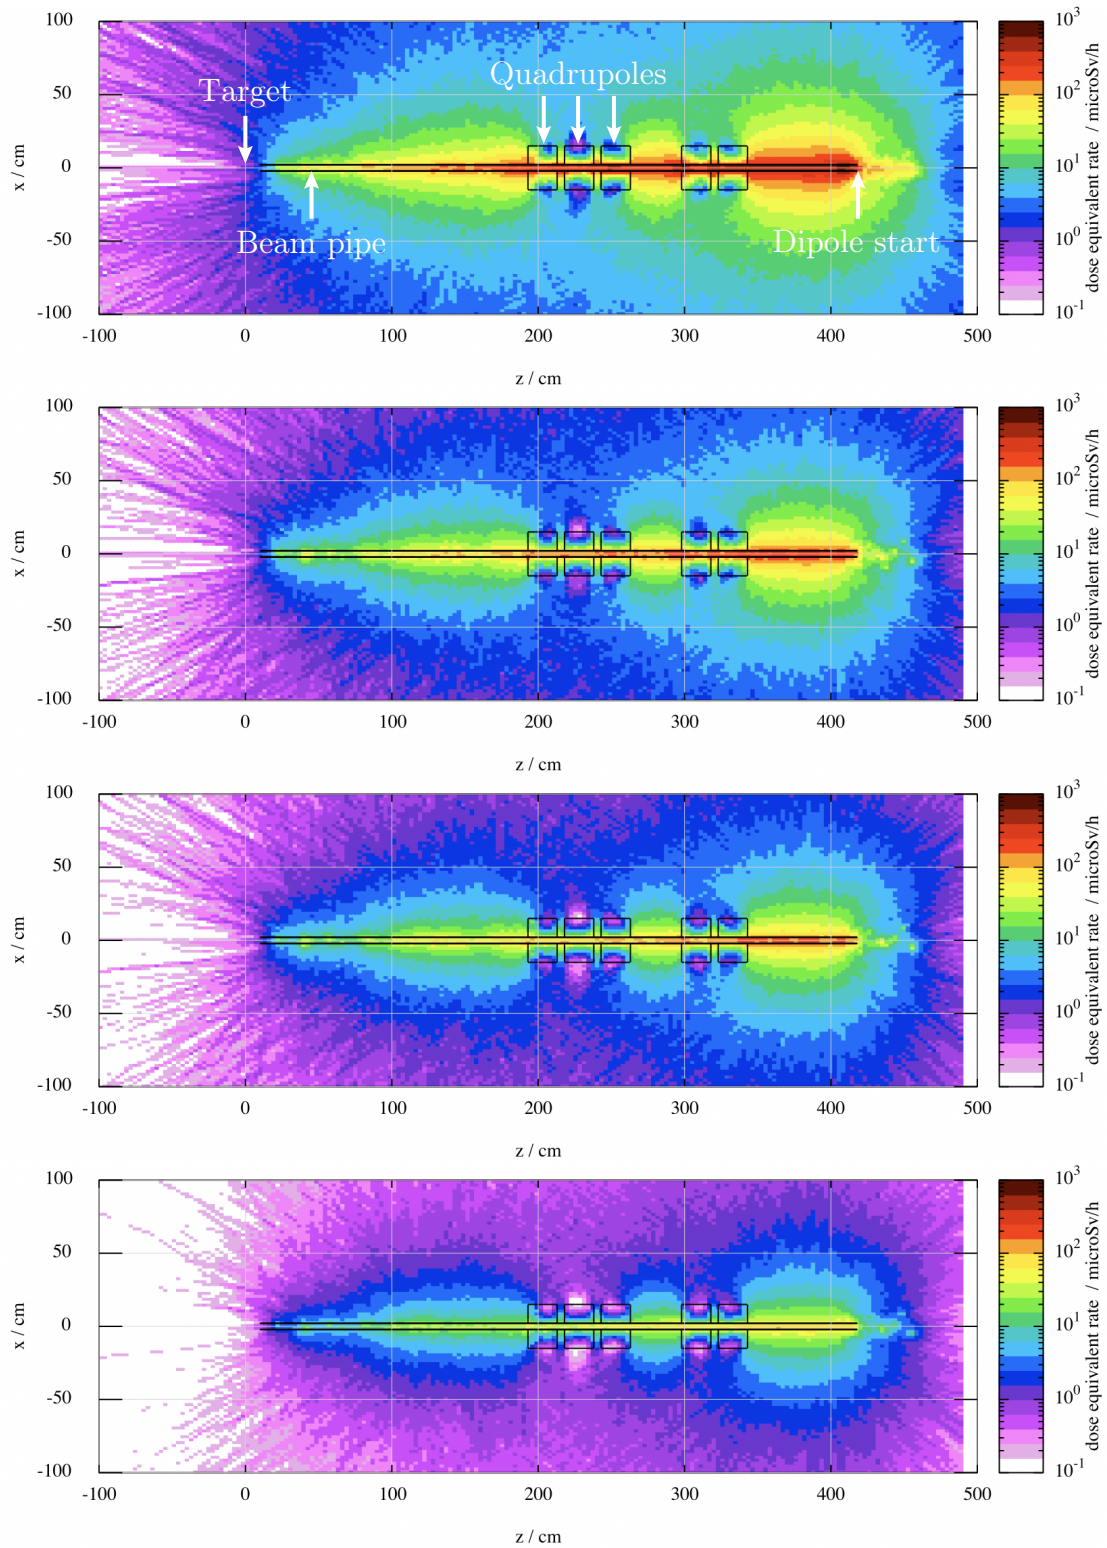 100
50
0
-50
-100
x / cm
-100 0 100 200 300 400 500
z / cm
Target
Quadrupoles
Beam pipe
Dipole start
10^3
10^2
10^1
10^0
10^-1
dose equivalent rate / microSv/h
100
50
0
-50
-100
x / cm
-100 0 100 200 300 400 500
z / cm
10^3
10^2
10^1
10^0
10^-1
dose equivalent rate / microSv/h
100
50
0
-50
-100
x / cm
-100 0 100 200 300 400 500
z / cm
10^3
10^2
10^1
10^0
10^-1
dose equivalent rate / microSv/h
100
50
0
-50
-100
x / cm
-100 0 100 200 300 400 500
z / cm
10^3
10^2
10^1
10^0
10^-1
dose equivalent rate / microSv/h